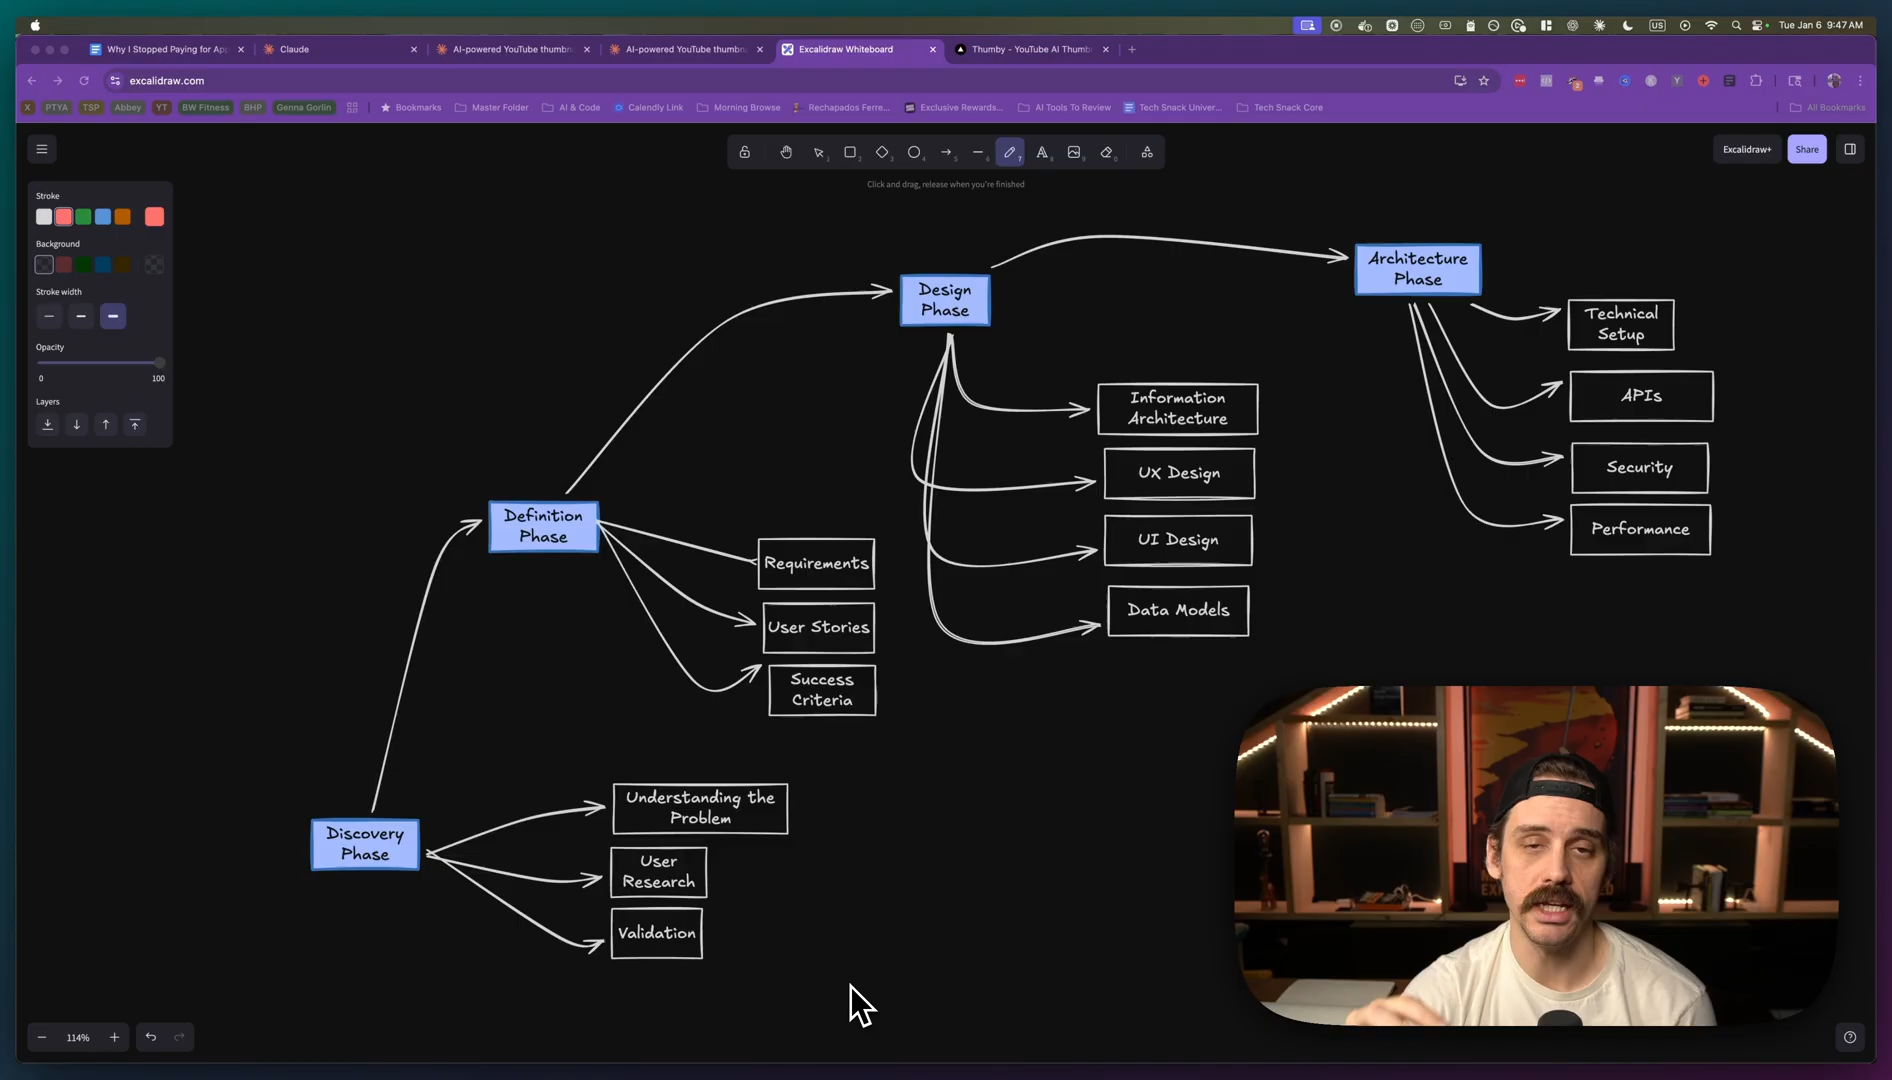 US
Tue Jan 6 9:47 AM
Why I Stopped Paying for App
Claude
AI-powered YouTube thumbn
AI-powered YouTube thumbn
Excalidraw Whiteboard
Thumby - YouTube AI Thumb
excalidraw.com
X
PTYA
TSP
Abbey
YT
BW Fitness
BHP
Genna Gorlin
Bookmarks
Master Folder
AI & Code
Calendly Link
Morning Browse
Rechapados Ferre...
Exclusive Rewards...
AI Tools To Review
Tech Snack Univer...
Tech Snack Core
All Bookmarks
Click and drag, release when you're finished
Excalidraw+
Share
Stroke
Background
Stroke width
Opacity
0
100
Layers
Architecture
Phase
Technical
Setup
APIs
Security
Performance
Design
Phase
Information
Architecture
UX Design
UI Design
Data Models
Definition
Phase
Requirements
User Stories
Success
Criteria
Discovery
Phase
Understanding the
Problem
User
Research
Validation
114%